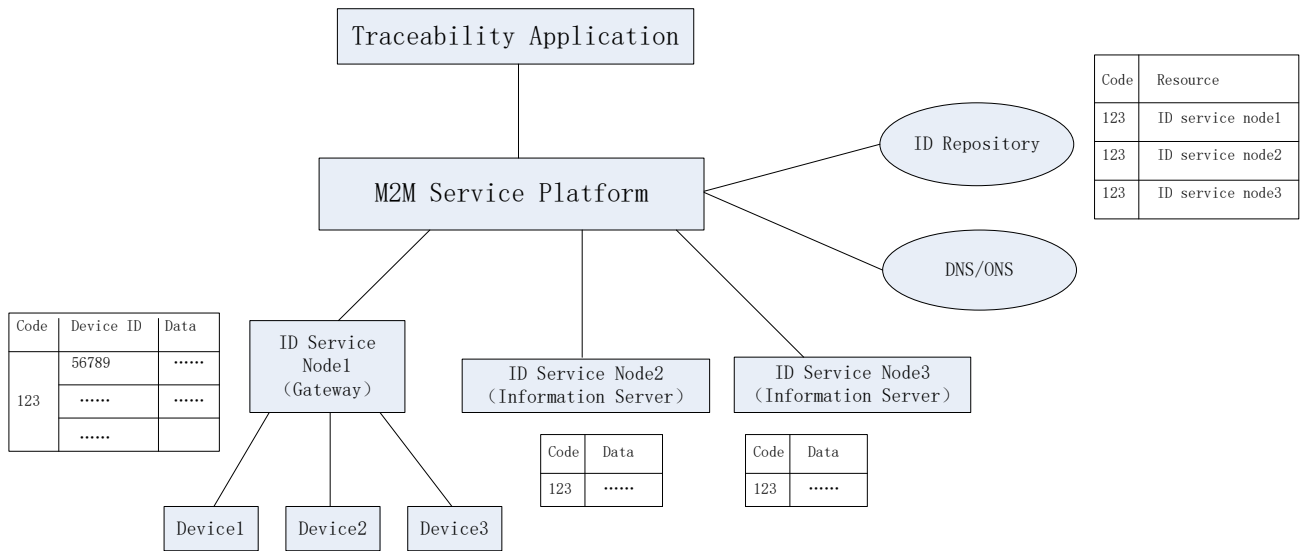 Traceability Application
Code Resource
123 ID service node1
123 ID service node2
123 ID service node3
ID Repository
M2M Service Platform
DNS/ONS
Code Device ID Data
56789 ……
123 …… ……
……
ID Service
Node1
（Gateway）
ID Service Node2
（Information Server）
ID Service Node3
（Information Server）
Code Data
123 ……
Code Data
123 ……
Device1
Device2
Device3